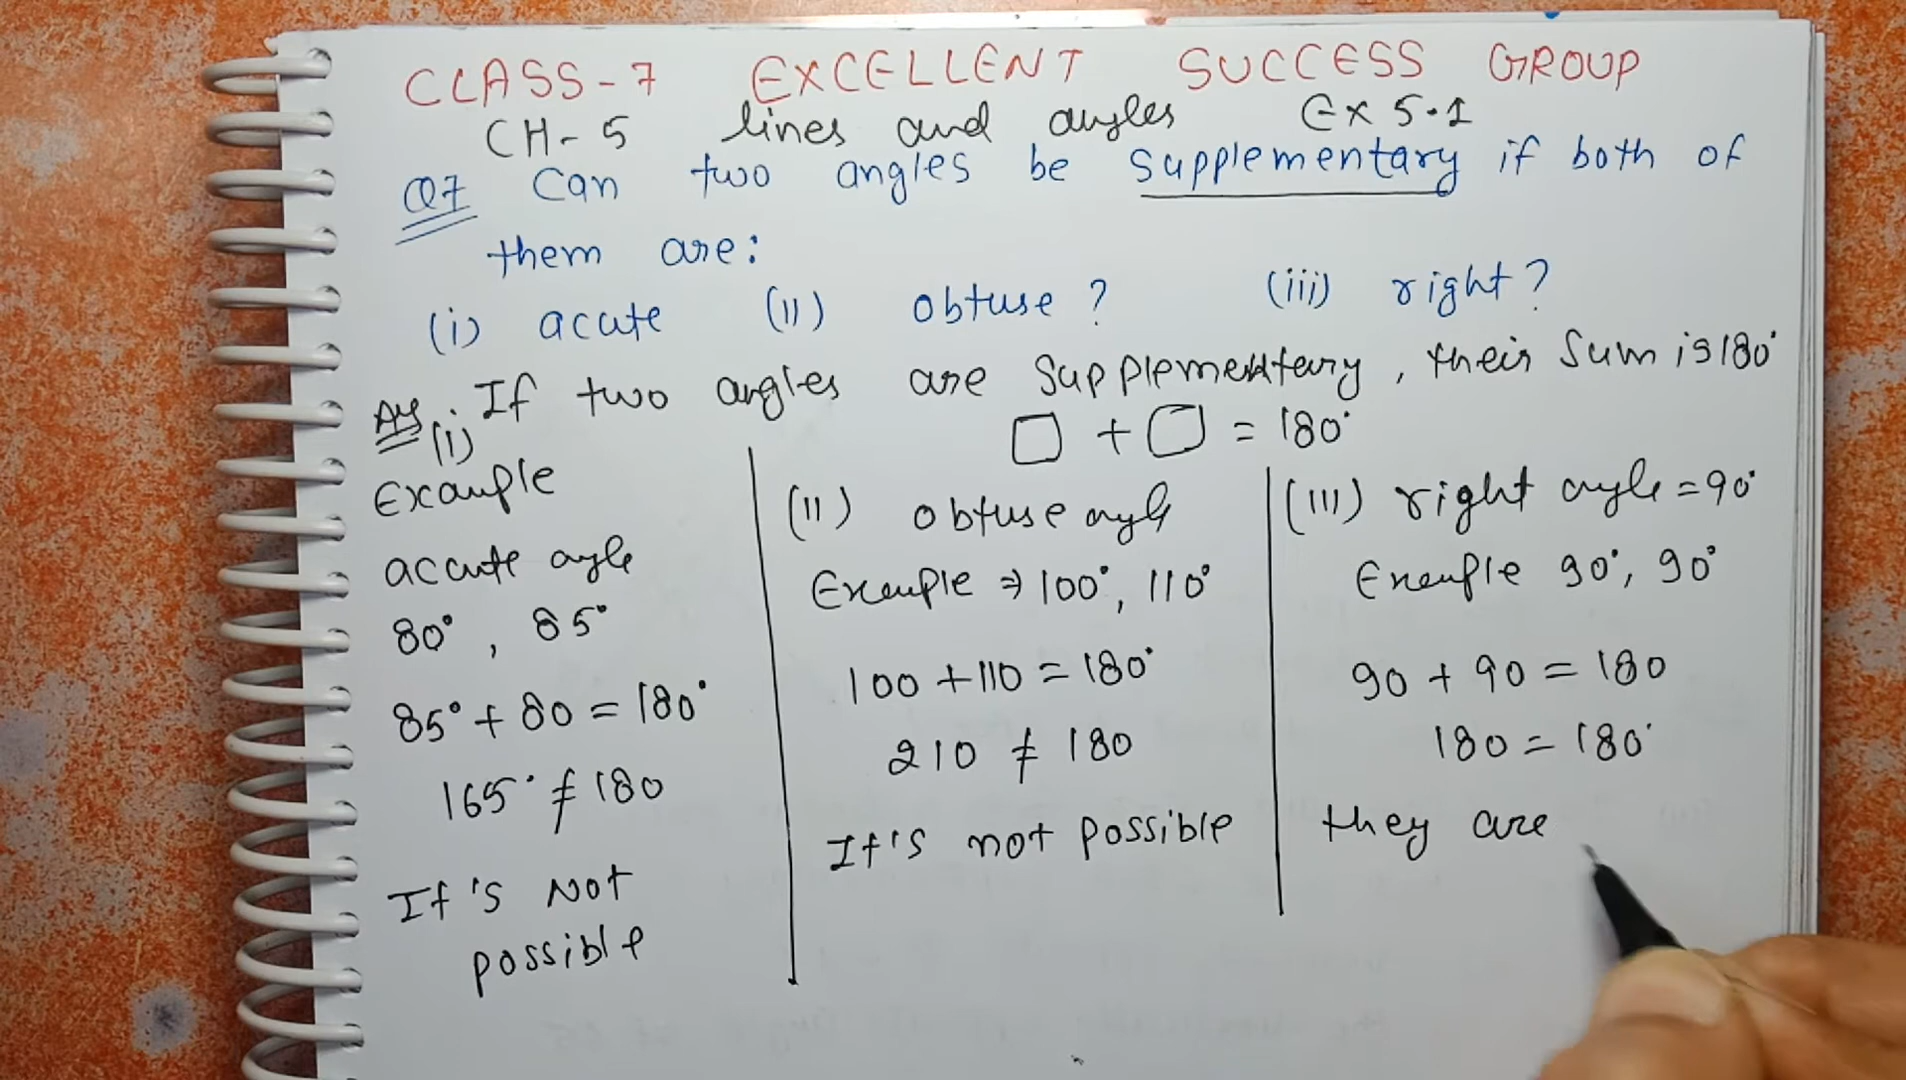 CLASS-7 EXCELLENT SUCCESS GROUP
CH-5 lines and angles Ex 5.1
Q7 Can two angles be supplementary if both of
them are:
(i) acute (ii) obtuse ? (iii) right ?
Ans. If two angles are Supplementary, their Sum is 180°
□ + □ = 180°
(i)
Example
acute angle
80°, 85°
85° + 80 = 180°
165° ≠ 180
It's Not
possible
(ii) obtuse angle
Example ⇒ 100°, 110°
100 + 110 = 180°
210 ≠ 180
It's not possible
(iii) right angle = 90°
Example 90°, 90°
90 + 90 = 180
180 = 180°
they are